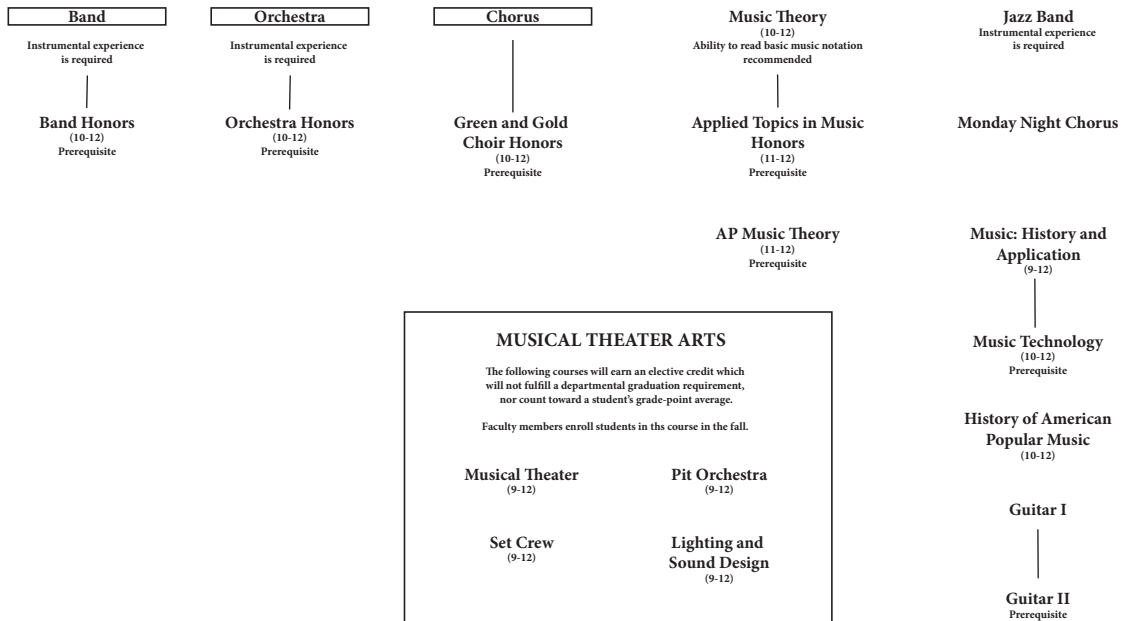 Band
Instrumental experience
is required
Band Honors
(10-12)
Prerequisite
Orchestra
Instrumental experience
is required
Orchestra Honors
(10-12)
Prerequisite
Chorus
Green and Gold
Choir Honors
(10-12)
Prerequisite
Music Theory
(10-12)
Ability to read basic music notation
recommended
Applied Topics in Music
Honors
(11-12)
Prerequisite
AP Music Theory
(11-12)
Prerequisite
Jazz Band
Instrumental experience
is required
Monday Night Chorus
Music: History and
Application
(9-12)
Music Technology
(10-12)
Prerequisite
History of American
Popular Music
(10-12)
Guitar I
Guitar II
Prerequisite
MUSICAL THEATER ARTS
The following courses will earn an elective credit which
will not fulfill a departmental graduation requirement,
nor count toward a student's grade-point average.
Faculty members enroll students in ths course in the fall.
Musical Theater
(9-12)
Pit Orchestra
(9-12)
Set Crew
(9-12)
Lighting and
Sound Design
(9-12)